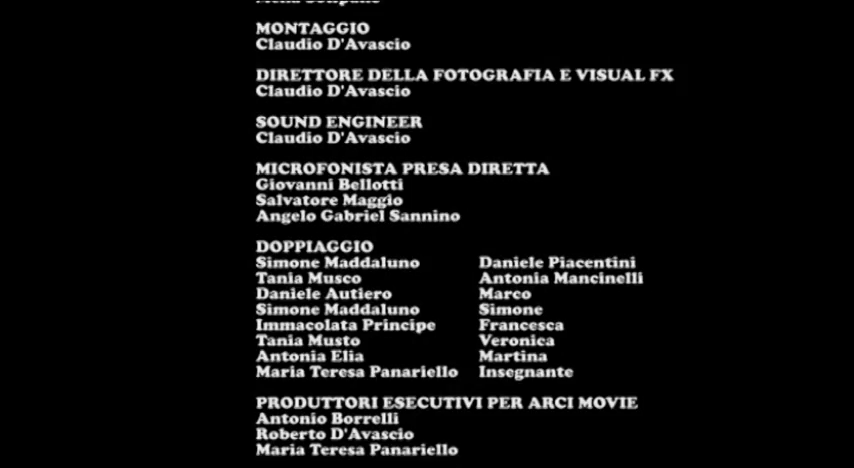 MONTAGGIO
Claudio D'Avascio
DIRETTORE DELLA FOTOGRAFIA E VISUAL FX
Claudio D'Avascio
SOUND ENGINEER
Claudio D'Avascio
MICROFONISTA PRESA DIRETTA
Giovanni Bellotti
Salvatore Maggio
Angelo Gabriel Sannino
DOPPIAGGIO
Simone Maddaluno Daniele Piacentini
Tania Musco Antonia Mancinelli
Daniele Autiero Marco
Simone Maddaluno Simone
Immacolata Principe Francesca
Tania Musto Veronica
Antonia Elia Martina
Maria Teresa Panariello Insegnante
PRODUTTORI ESECUTIVI PER ARCI MOVIE
Antonio Borrelli
Roberto D'Avascio
Maria Teresa Panariello